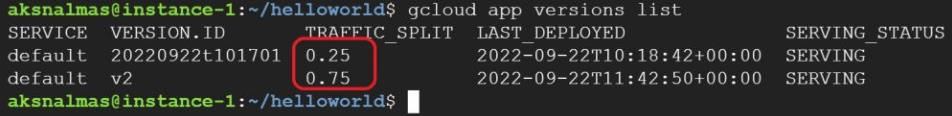 aksnalmas@instance-1:~/helloworld$ gcloud app versions list
SERVICE VERSION.ID TRAFFIC_SPLIT LAST_DEPLOYED SERVING_STATUS
default 20220922t101701 0.25 2022-09-22T10:18:42+00:00 SERVING
default v2 0.75 2022-09-22T11:42:50+00:00 SERVING
aksnalmas@instance-1:~/helloworld$